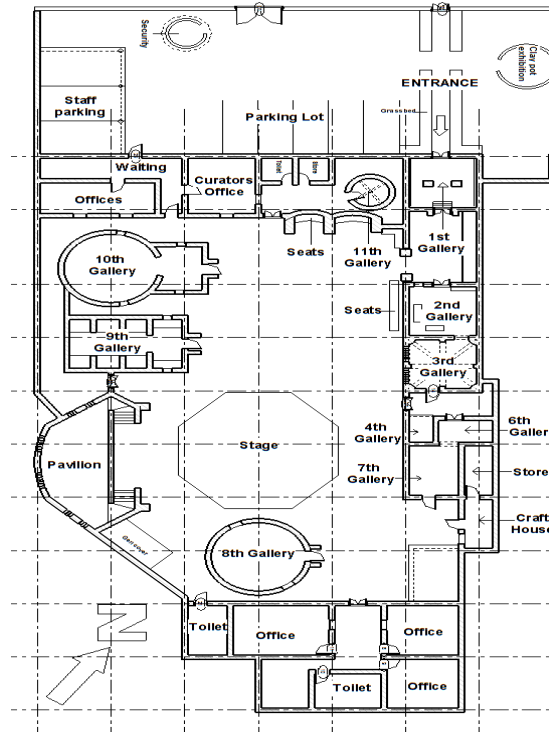 Security
Clay pot
exhibition
ENTRANCE
Staff
parking
Grass bed
Parking Lot
Waiting
Toilet
Store
Curators
Office
Offices
1st
Gallery
Seats
11th
Gallery
10th
Gallery
Seats
2nd
Gallery
9th
Gallery
3rd
Gallery
4th
Gallery
6th
Galler
Stage
Pavilion
7th
Gallery
Store
Craft
House
Gen cover
8th Gallery
N
Toilet
Office
Office
Toilet
Office